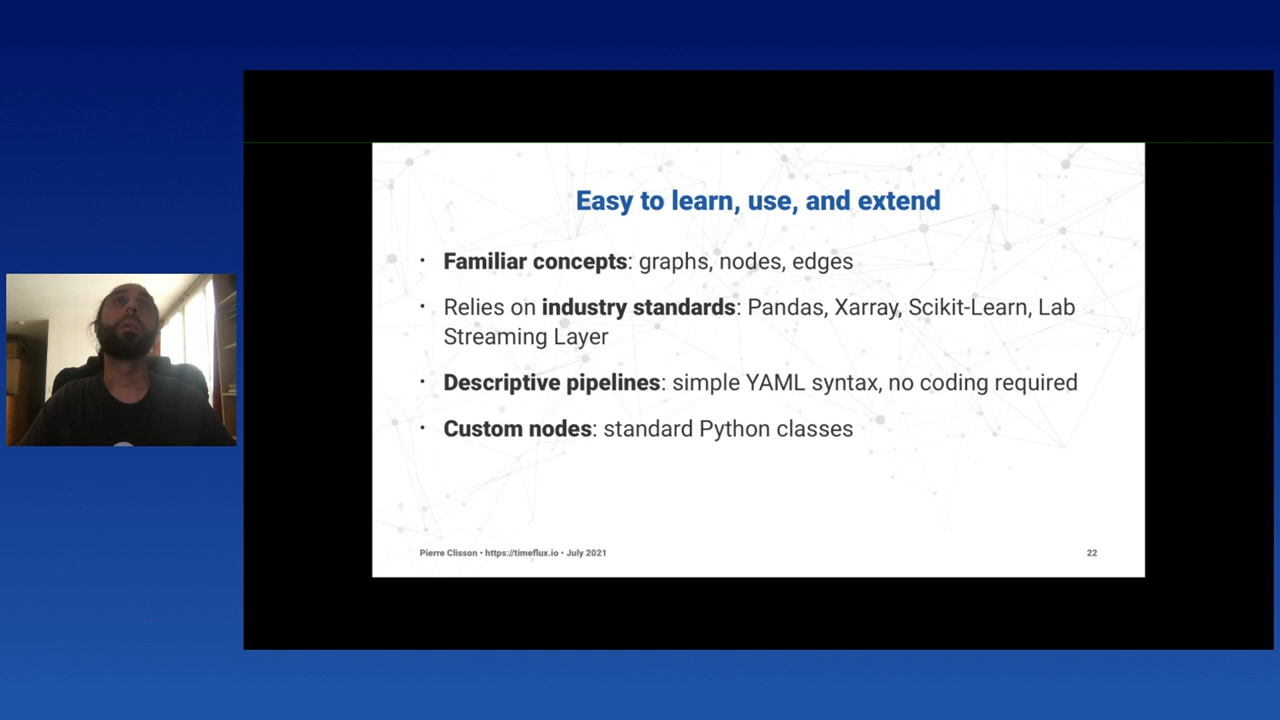 Easy to learn, use, and extend
· Familiar concepts: graphs, nodes, edges
· Relies on industry standards: Pandas, Xarray, Scikit-Learn, Lab
Streaming Layer
· Descriptive pipelines: simple YAML syntax, no coding required
· Custom nodes: standard Python classes
Pierre Clisson • https://timeflux.io • July 2021
22